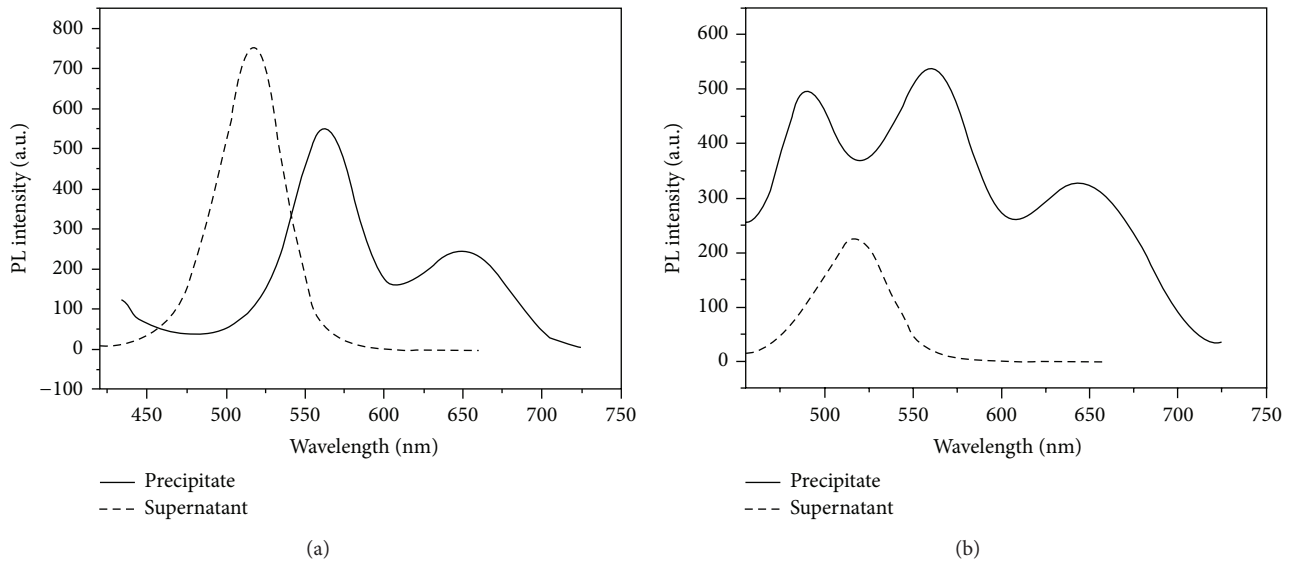 800
700
600
500
400
300
200
100
0
−100
PL intensity (a.u.)
450 500 550 600 650 700 750
Wavelength (nm)
Precipitate
Supernatant
(a)
600
500
400
300
200
100
0
PL intensity (a.u.)
500 550 600 650 700 750
Wavelength (nm)
Precipitate
Supernatant
(b)